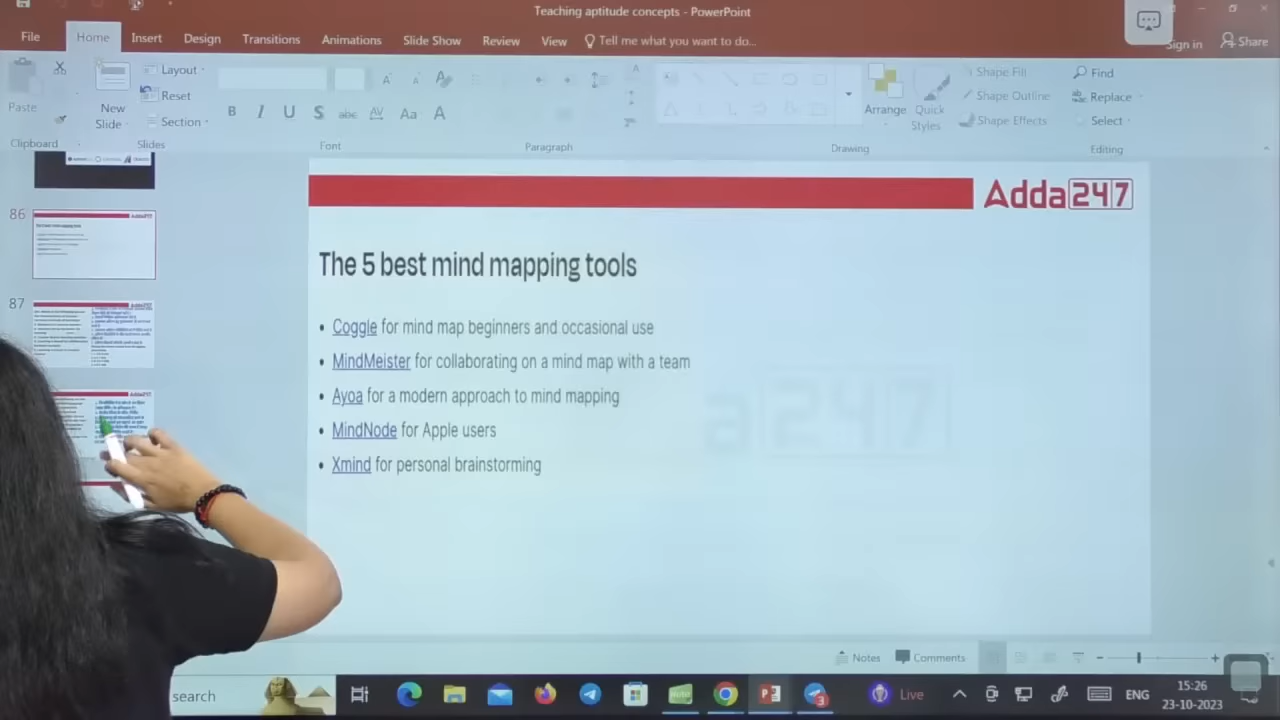 Teaching aptitude concepts - PowerPoint
File Home Insert Design Transitions Animations Slide Show Review View Tell me what you want to do... Sign in Share
Layout
Reset
Section
Paste
New
Slide
Clipboard
Slides
B I U S abc AV Aa A
Font
Paragraph
Arrange
Quick
Styles
Shape Fill
Shape Outline
Shape Effects
Drawing
Find
Replace
Select
Editing
86
87
Adda247
The 5 best mind mapping tools
• Coggle for mind map beginners and occasional use
• MindMeister for collaborating on a mind map with a team
• Ayoa for a modern approach to mind mapping
• MindNode for Apple users
• Xmind for personal brainstorming
Notes Comments
search
Live
ENG
15:26
23-10-2023